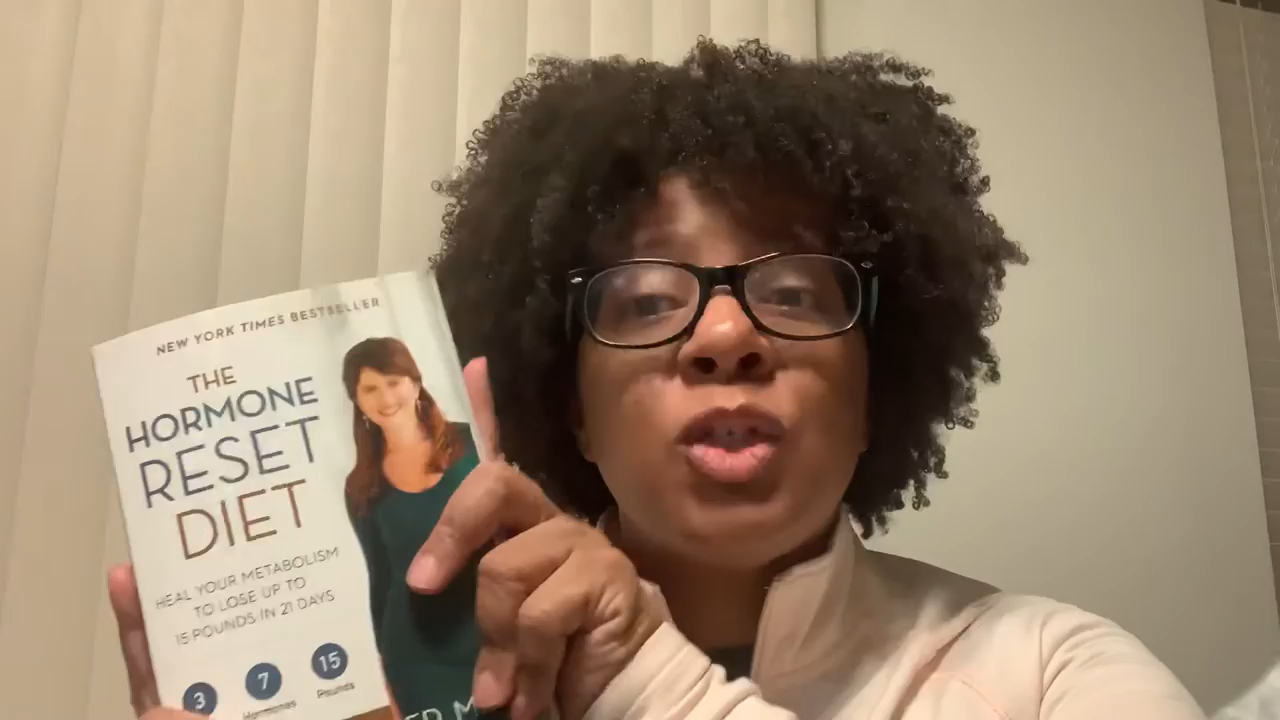 NEW YORK TIMES BESTSELLER
THE
HORMONE
RESET
DIET
HEAL YOUR METABOLISM
TO LOSE UP TO
15 POUNDS IN 21 DAYS
3 7 15
Hormones Pounds